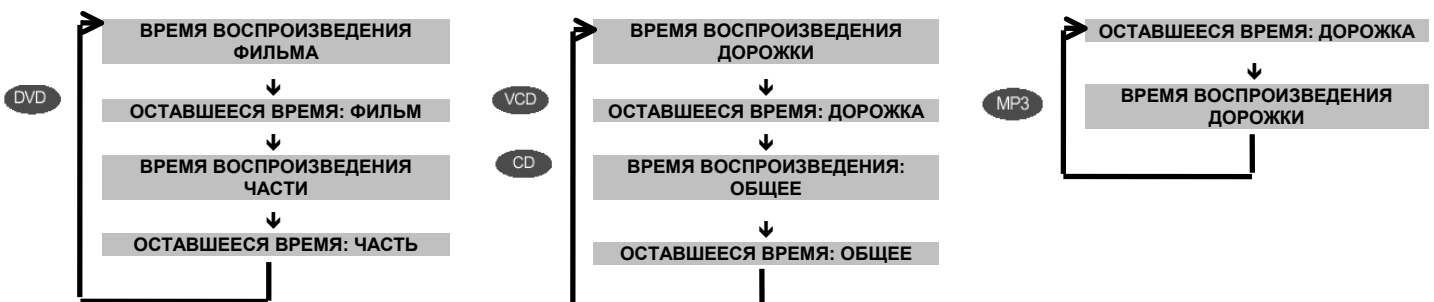 DVD
ВРЕМЯ ВОСПРОИЗВЕДЕНИЯ
ФИЛЬМА
ОСТАВШЕЕСЯ ВРЕМЯ: ФИЛЬМ
ВРЕМЯ ВОСПРОИЗВЕДЕНИЯ
ЧАСТИ
ОСТАВШЕЕСЯ ВРЕМЯ: ЧАСТЬ
VCD
CD
ВРЕМЯ ВОСПРОИЗВЕДЕНИЯ
ДОРОЖКИ
ОСТАВШЕЕСЯ ВРЕМЯ: ДОРОЖКА
ВРЕМЯ ВОСПРОИЗВЕДЕНИЯ:
ОБЩЕЕ
ОСТАВШЕЕСЯ ВРЕМЯ: ОБЩЕЕ
MP3
ОСТАВШЕЕСЯ ВРЕМЯ: ДОРОЖКА
ВРЕМЯ ВОСПРОИЗВЕДЕНИЯ
ДОРОЖКИ